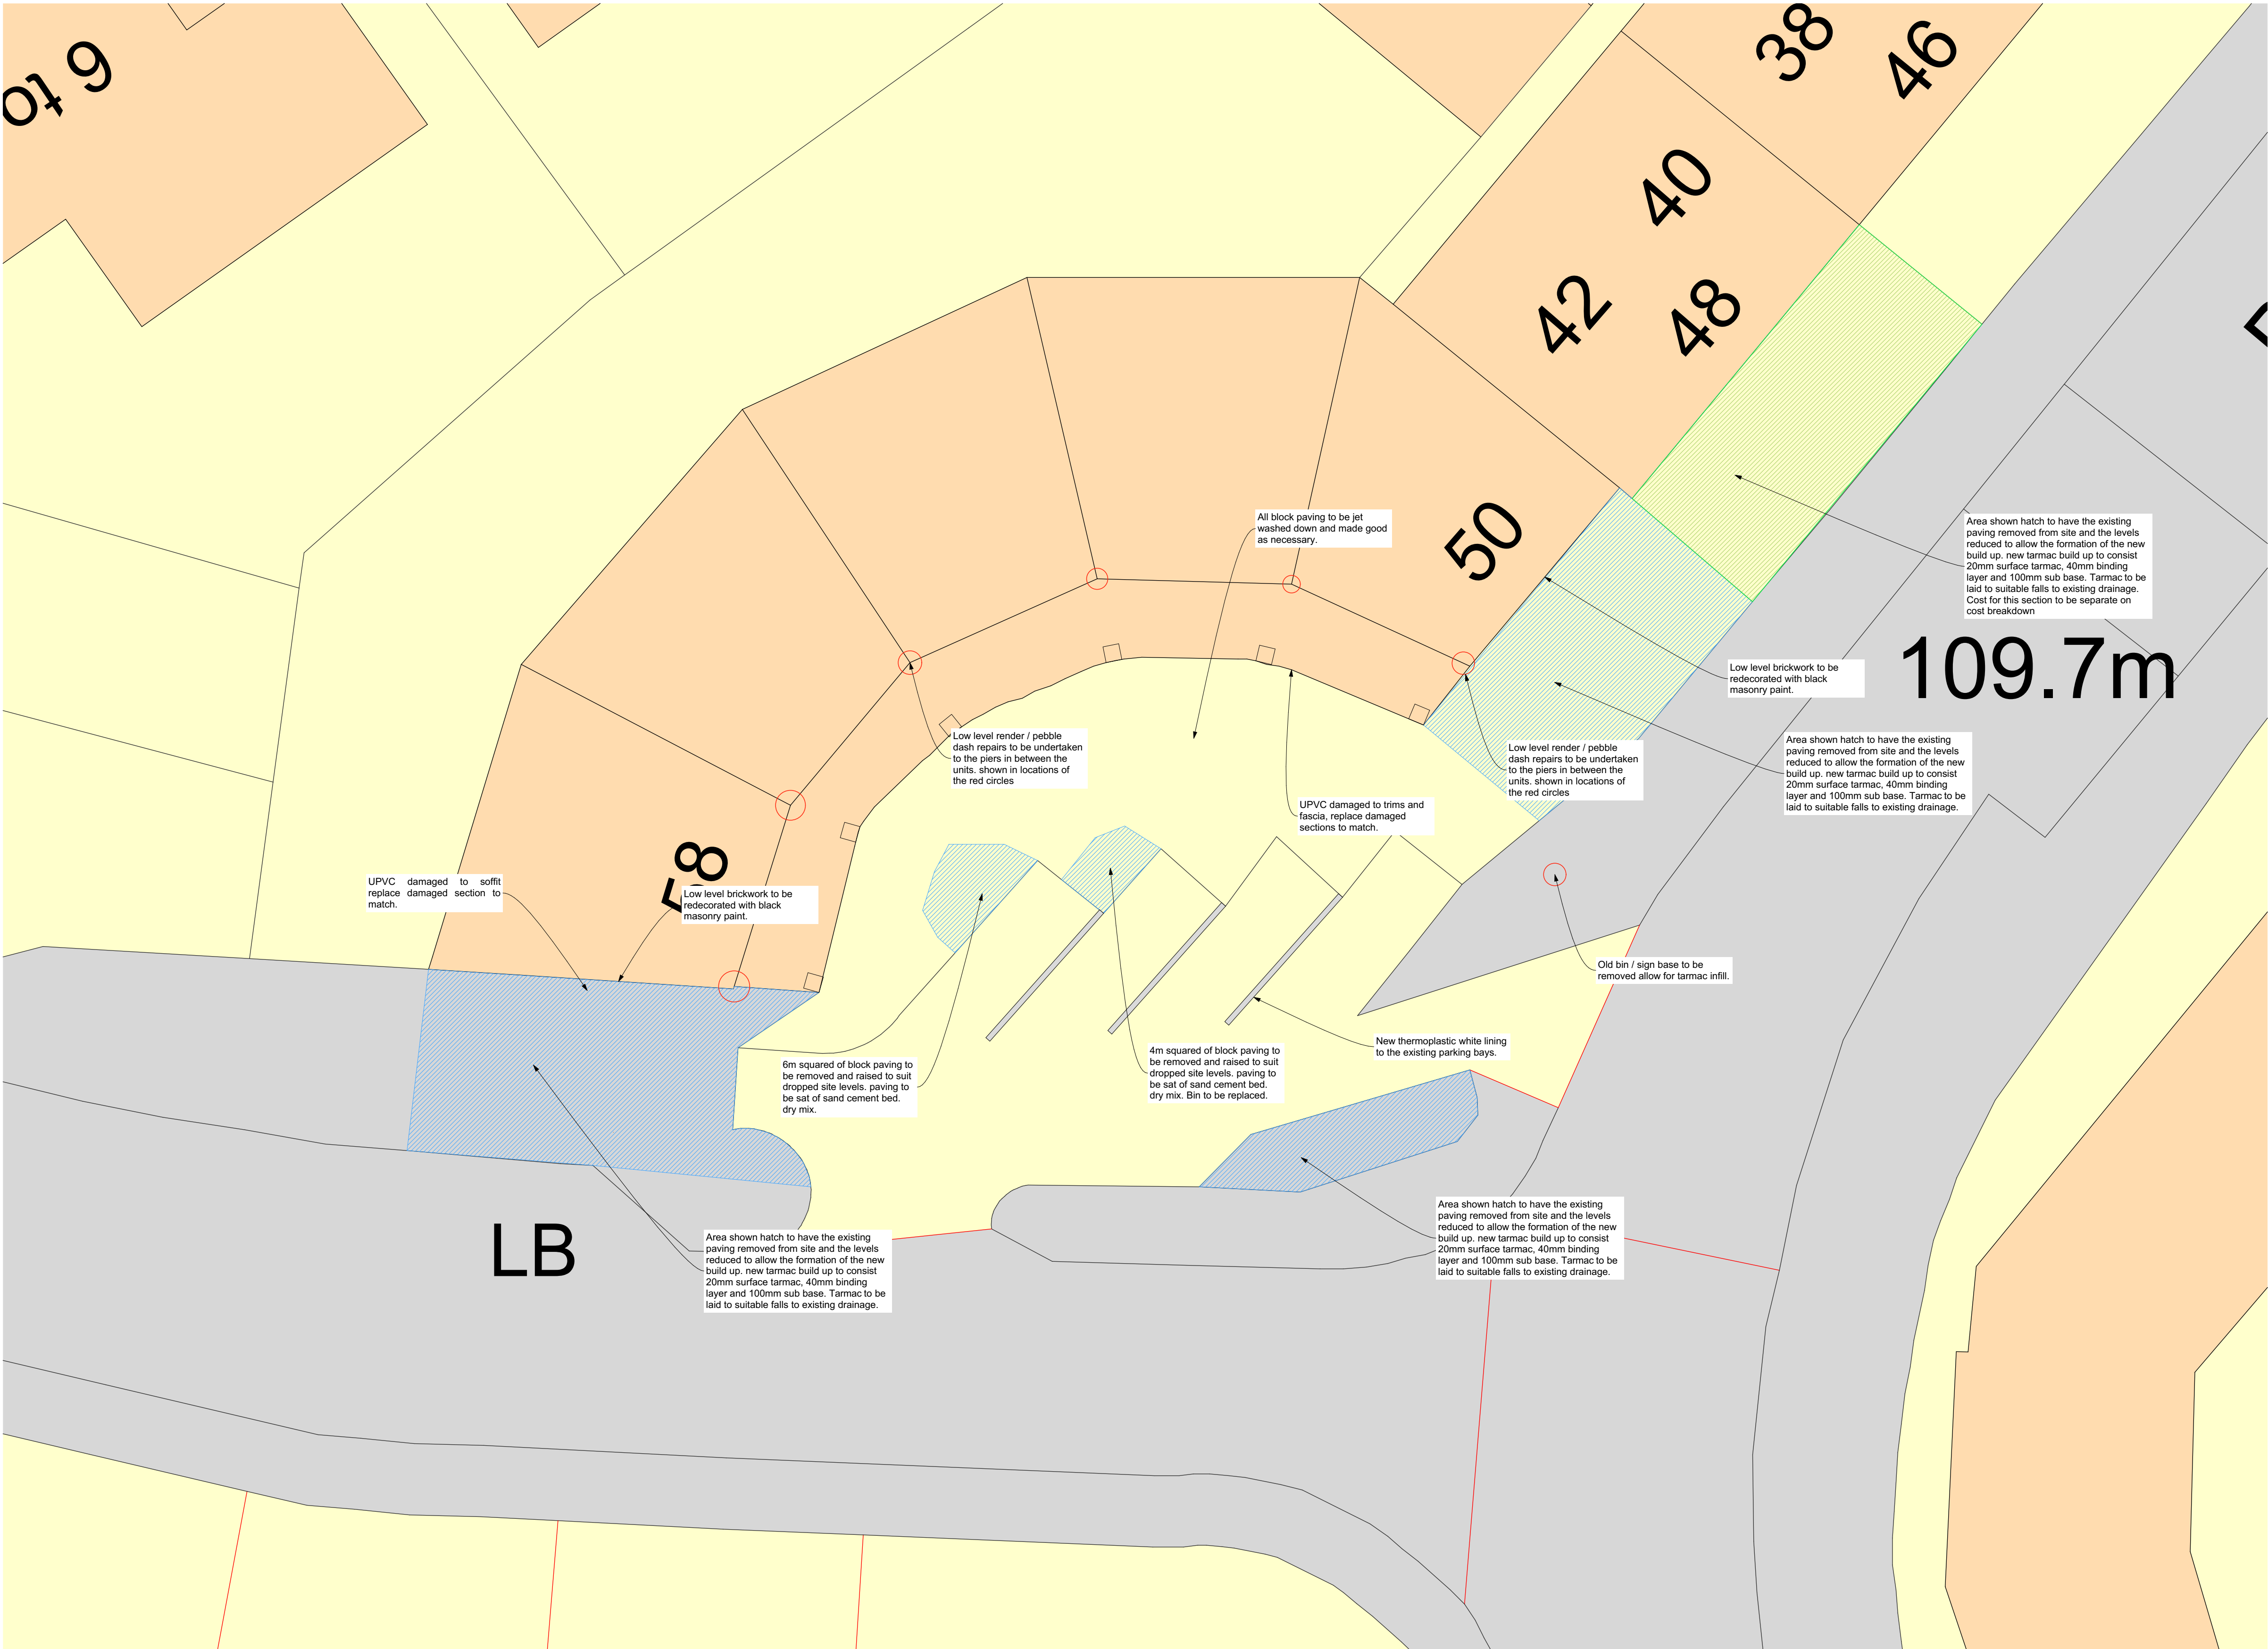 6 to
38
46
40
42
48
50
58
109.7m
LB
All block paving to be jet
washed down and made good
as necessary.
Area shown hatch to have the existing
paving removed from site and the levels
reduced to allow the formation of the new
build up. new tarmac build up to consist
20mm surface tarmac, 40mm binding
layer and 100mm sub base. Tarmac to be
laid to suitable falls to existing drainage.
Cost for this section to be separate on
cost breakdown
Low level brickwork to be
redecorated with black
masonry paint.
Low level render / pebble
dash repairs to be undertaken
to the piers in between the
units. shown in locations of
the red circles
Low level render / pebble
dash repairs to be undertaken
to the piers in between the
units. shown in locations of
the red circles
Area shown hatch to have the existing
paving removed from site and the levels
reduced to allow the formation of the new
build up. new tarmac build up to consist
20mm surface tarmac, 40mm binding
layer and 100mm sub base. Tarmac to be
laid to suitable falls to existing drainage.
UPVC damaged to trims and
fascia, replace damaged
sections to match.
UPVC damaged to soffit
replace damaged section to
match.
Low level brickwork to be
redecorated with black
masonry paint.
Old bin / sign base to be
removed allow for tarmac infill.
New thermoplastic white lining
to the existing parking bays.
6m squared of block paving to
be removed and raised to suit
dropped site levels. paving to
be sat of sand cement bed.
dry mix.
4m squared of block paving to
be removed and raised to suit
dropped site levels. paving to
be sat of sand cement bed.
dry mix. Bin to be replaced.
Area shown hatch to have the existing
paving removed from site and the levels
reduced to allow the formation of the new
build up. new tarmac build up to consist
20mm surface tarmac, 40mm binding
layer and 100mm sub base. Tarmac to be
laid to suitable falls to existing drainage.
Area shown hatch to have the existing
paving removed from site and the levels
reduced to allow the formation of the new
build up. new tarmac build up to consist
20mm surface tarmac, 40mm binding
layer and 100mm sub base. Tarmac to be
laid to suitable falls to existing drainage.